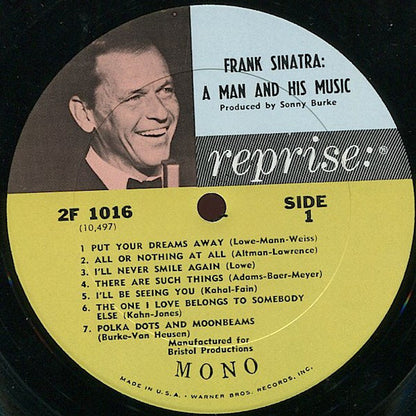 FRANK SINATRA:
A MAN AND HIS MUSIC
Produced by Sonny Burke
reprise:®
2F 1016
(10,497)
SIDE
1
1 PUT YOUR DREAMS AWAY (Lowe-Mann-Weiss)
2. ALL OR NOTHING AT ALL (Altman-Lawrence)
3. I'LL NEVER SMILE AGAIN (Lowe)
4. THERE ARE SUCH THINGS (Adams-Baer-Meyer)
5. I'LL BE SEEING YOU (Kahal-Fain)
6. THE ONE I LOVE BELONGS TO SOMEBODY
ELSE (Kahn-Jones)
7. POLKA DOTS AND MOONBEAMS
(Burke-Van Heusen)
Manufactured for
Bristol Productions
MONO
MADE IN U.S.A. • WARNER BROS. RECORDS, INC.